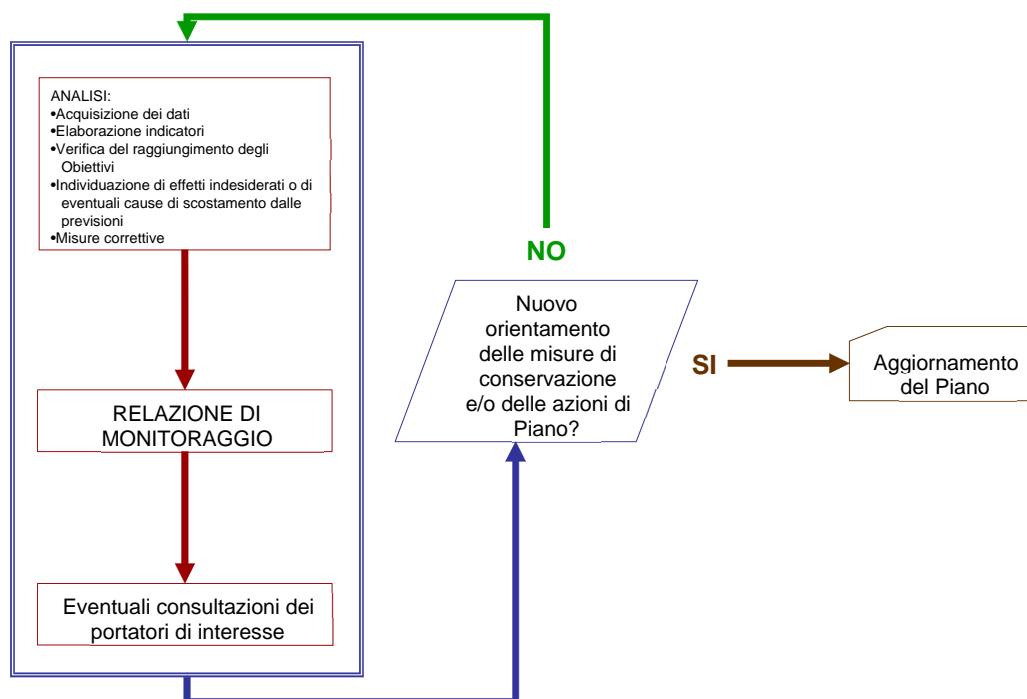 ANALISI:
•Acquisizione dei dati
•Elaborazione indicatori
•Verifica del raggiungimento degli
Obiettivi
•Individuazione di effetti indesiderati o di
eventuali cause di scostamento dalle
previsioni
•Misure correttive
RELAZIONE DI
MONITORAGGIO
Eventuali consultazioni dei
portatori di interesse
NO
Nuovo
orientamento
delle misure di
conservazione
e/o delle azioni di
Piano?
SI
Aggiornamento
del Piano